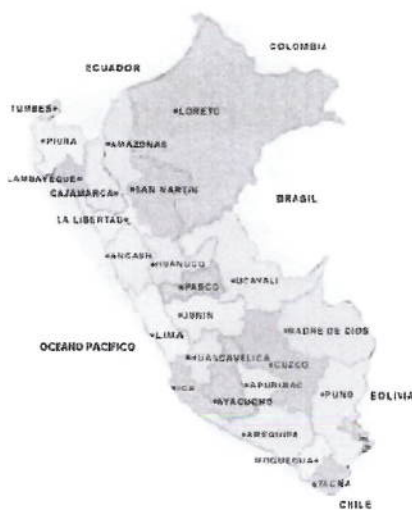 COLOMBIA
ECUADOR
TUMBES
LORETO
PIURA
AMAZONAS
LAMBAYEQUE
CAJAMARCA
SAN MARTIN
BRASIL
LA LIBERTAD
ANCASH
HUANUCO
UCAYALI
PASCO
JUNIN
LIMA
MADRE DE DIOS
OCEANO PACIFICO
HUANCAVELICA
CUZCO
ICA
APURIMAC
PUNO
BOLIVIA
AYACUCHO
AREQUIPA
MOQUEGUA
TACNA
CHILE